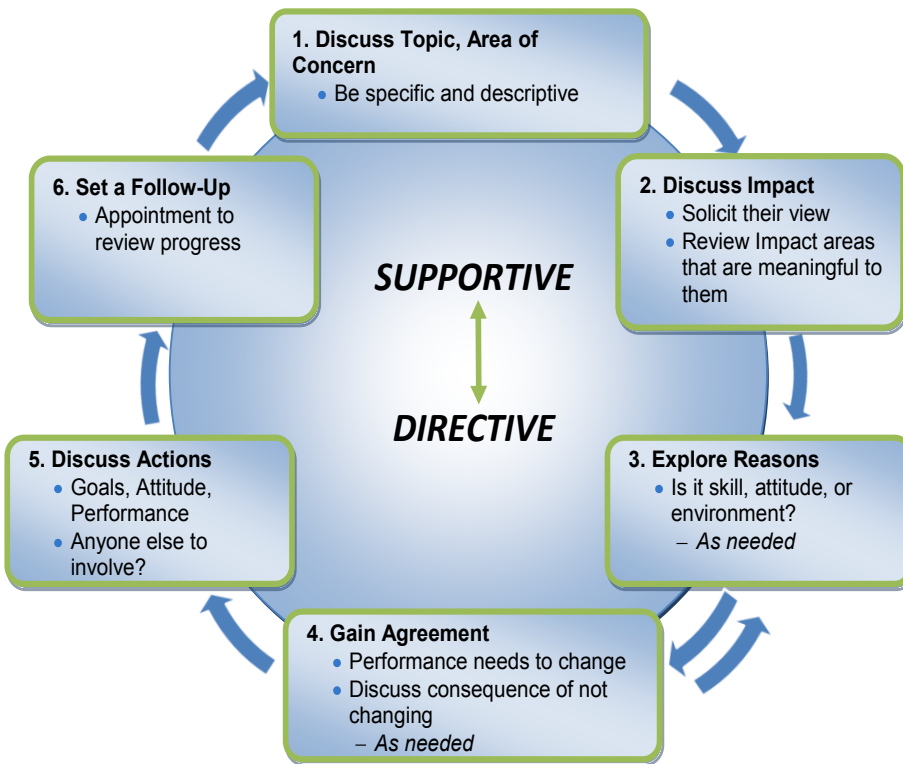 1. Discuss Topic, Area of
Concern
• Be specific and descriptive
2. Discuss Impact
• Solicit their view
• Review Impact areas
that are meaningful to
them
3. Explore Reasons
• Is it skill, attitude, or
environment?
– As needed
4. Gain Agreement
• Performance needs to change
• Discuss consequence of not
changing
– As needed
5. Discuss Actions
• Goals, Attitude,
Performance
• Anyone else to
involve?
6. Set a Follow-Up
• Appointment to
review progress
SUPPORTIVE
DIRECTIVE